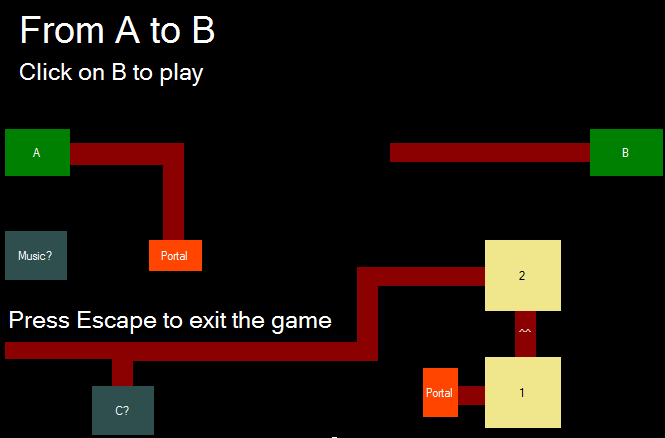 From A to B
Click on B to play
A
B
Music?
Portal
2
Press Escape to exit the game
^^
Portal
1
C?